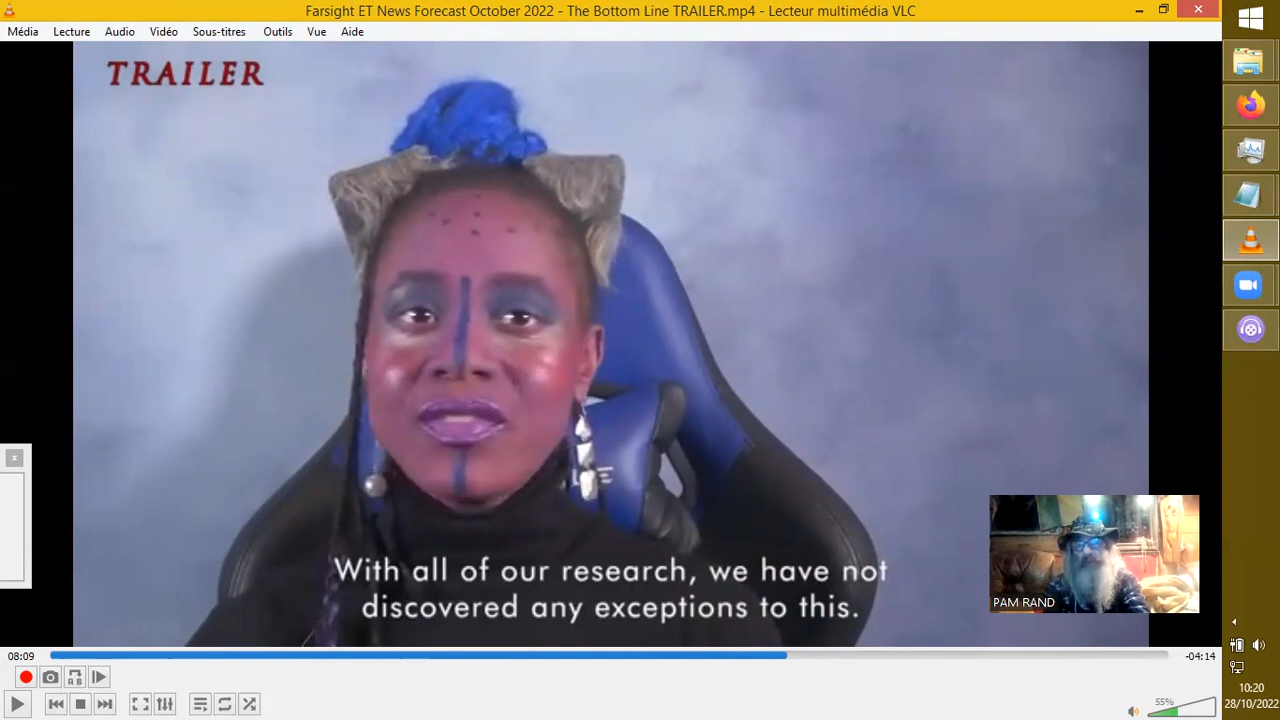 Farsight ET News Forecast October 2022 - The Bottom Line TRAILER.mp4 - Lecteur multimédia VLC
Média Lecture Audio Vidéo Sous-titres Outils Vue Aide
TRAILER
With all of our research, we have not
discovered any exceptions to this.
PAM RAND
08:09
-04:14
A B
55%
10:20
28/10/2022